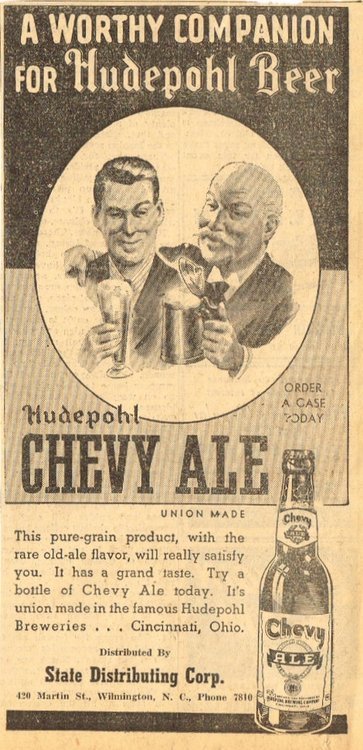 A WORTHY COMPANION
FOR Hudepohl Beer
ORDER
A CASE
TODAY
Hudepohl
CHEVY ALE
UNION MADE
This pure-grain product, with the
rare old-ale flavor, will really satisfy
you. It has a grand taste. Try a
bottle of Chevy Ale today. It's
union made in the famous Hudepohl
Breweries . . . Cincinnati, Ohio.
Distributed By
State Distributing Corp.
420 Martin St., Wilmington, N. C., Phone 7810
Chevy
ALE
Chevy
ALE